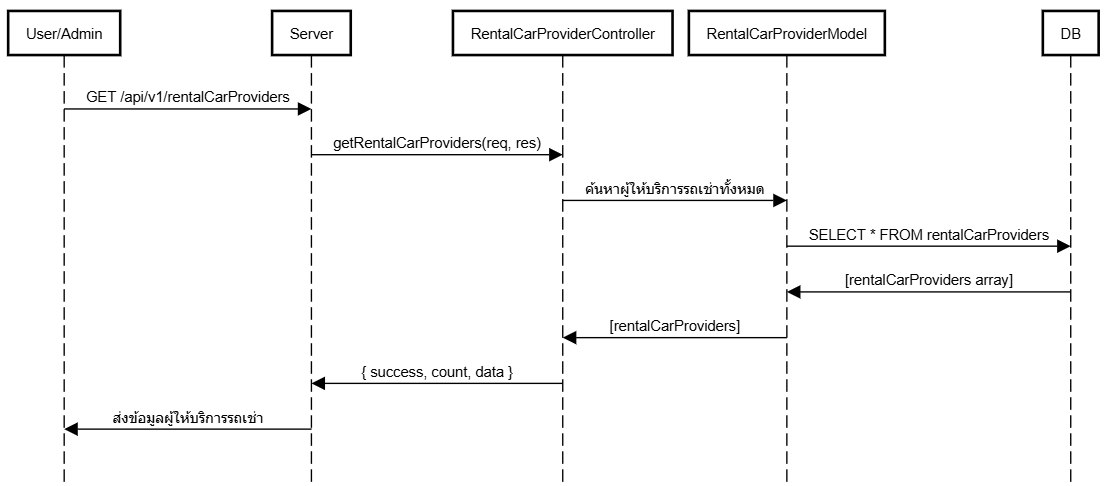 User/Admin
Server
RentalCarProviderController
RentalCarProviderModel
DB
GET /api/v1/rentalCarProviders
getRentalCarProviders(req, res)
ค้นหาผู้ให้บริการรถเช่าทั้งหมด
SELECT * FROM rentalCarProviders
[rentalCarProviders array]
[rentalCarProviders]
{ success, count, data }
ส่งข้อมูลผู้ให้บริการรถเช่า